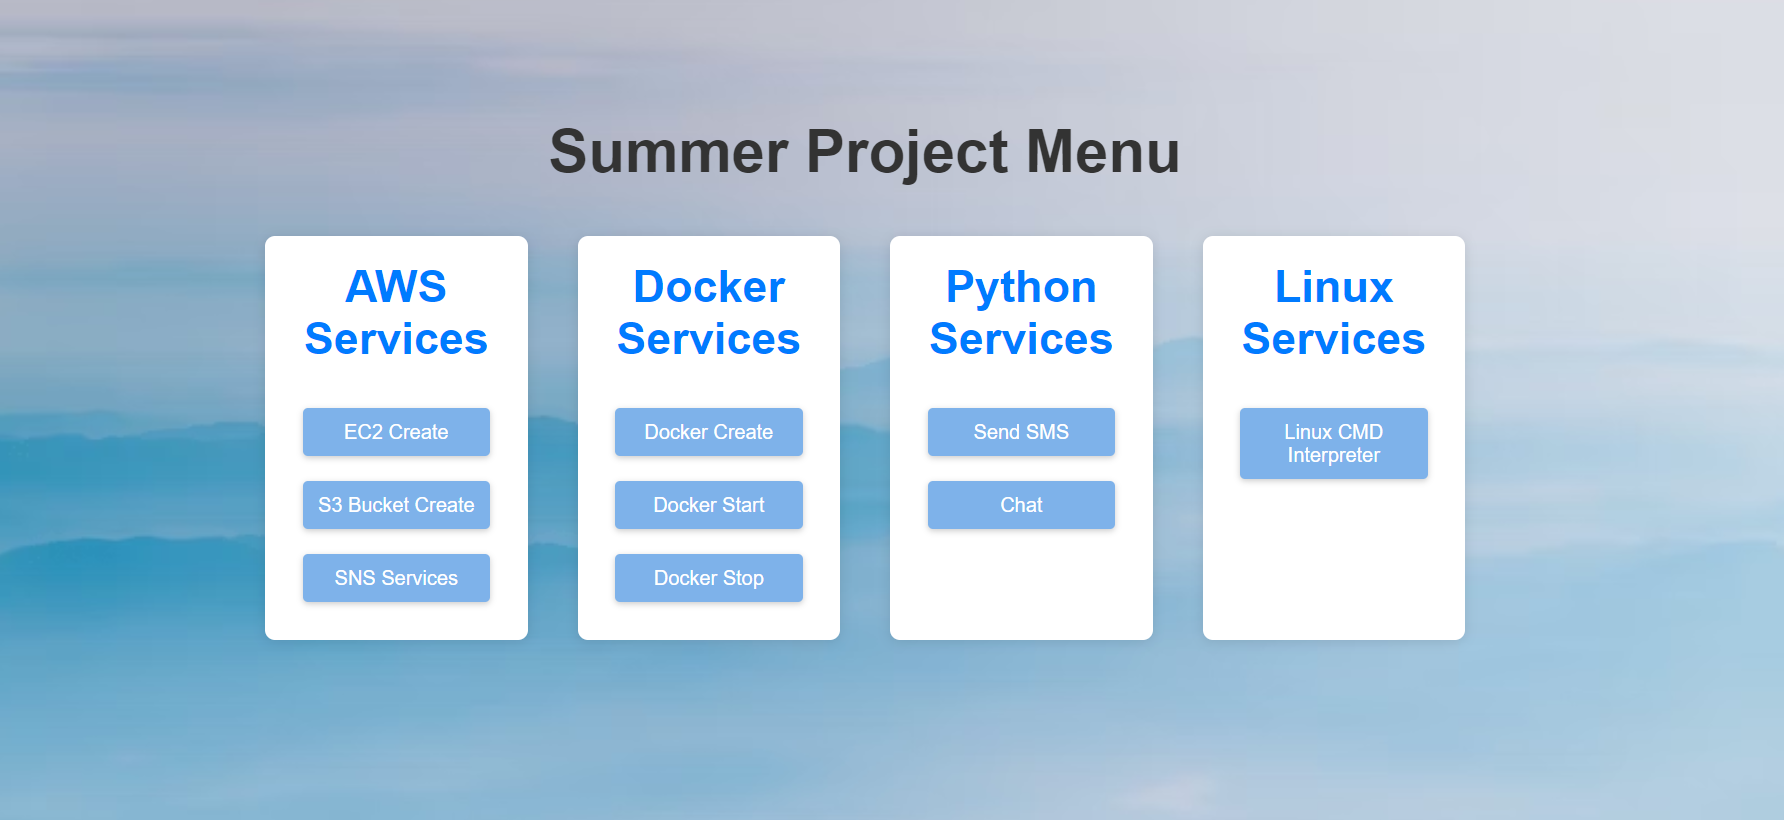 Summer Project Menu
AWS
Services
EC2 Create
S3 Bucket Create
SNS Services
Docker
Services
Docker Create
Docker Start
Docker Stop
Python
Services
Send SMS
Chat
Linux
Services
Linux CMD
Interpreter